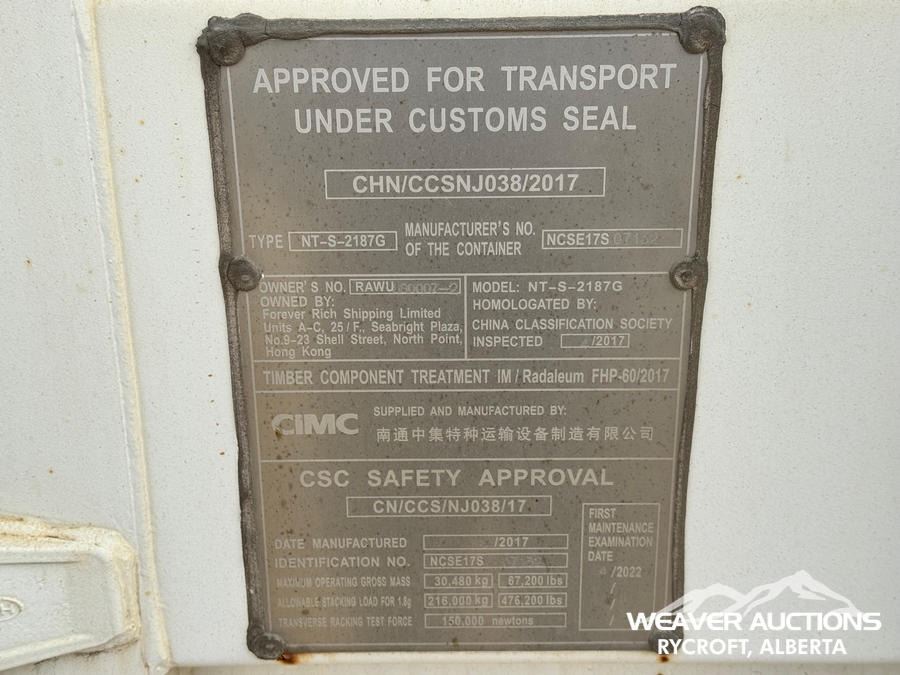 APPROVED FOR TRANSPORT
UNDER CUSTOMS SEAL
CHN/CCSNJ038/2017
TYPE NT-S-2187G
MANUFACTURER'S NO.
OF THE CONTAINER
NCSE17S
OWNER'S NO. RAWU
OWNED BY:
Forever Rich Shipping Limited
Units A-C, 25/F., Seabright Plaza,
No.9-23 Shell Street, North Point,
Hong Kong
MODEL: NT-S-2187G
HOMOLOGATED BY:
CHINA CLASSIFICATION SOCIETY
INSPECTED 4/2017
TIMBER COMPONENT TREATMENT IM/Radaleum FHP-60/2017
CIMC
SUPPLIED AND MANUFACTURED BY:
南通中集特种运输设备制造有限公司
CSC SAFETY APPROVAL
CN/CCS/NJ038/17
DATE MANUFACTURED /2017
IDENTIFICATION NO. NCSE17S
MAXIMUM OPERATING GROSS MASS 30,480 kg 67,200 lbs
ALLOWABLE STACKING LOAD FOR 1.8g 216,000 kg 476,200 lbs
TRANSVERSE RACKING TEST FORCE 150,000 newtons
FIRST
MAINTENANCE
EXAMINATION
DATE
4/2022
/
/
/
WEAVER AUCTIONS
RYCROFT, ALBERTA